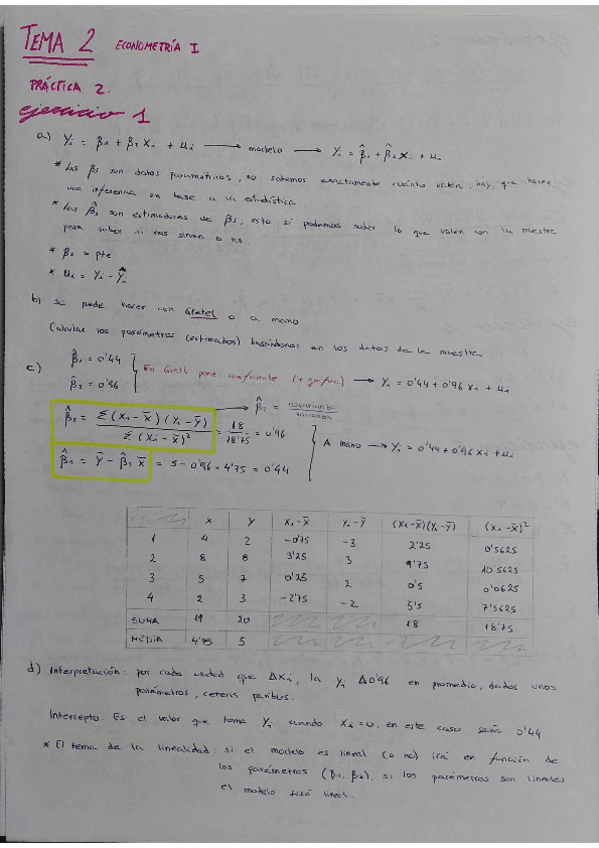 TEMA 2 ECONOMETRÍA I
PRÁCTICA 2.
ejercicio 1
a) Yi = β1 + β2 Xi + ui → modelo → Yi = β̂1 + β̂2 Xi + ui
* Las βs son datos paramétricos, no sabemos exactamente cuánto valen, hay que hacer
una inferencia en base a la estadística.
* Las β̂s son estimadores de βs, esto si podemos saber lo que valen con la muestra
para saber si nos sirven o no.
* β2 = pte
* ui = Yi - Ŷi
b) Se puede hacer con Gretel o a mano
Calcular los parámetros (estimados) basándonos en los datos de la muestra
c) β̂1 = 0'44
β̂2 = 0'96
En Gretl pone: coeficiente (+ gráfica) → Yi = 0'44 + 0'96 Xi + ui
β̂2 = Σ (Xi - X̄) (Yi - Ȳ) / Σ (Xi - X̄)² = 18 / 18'75 = 0'96
→ β̂2 = covarianza / varianza
β̂1 = Ȳ - β̂2 X̄ = 5 - 0'96 · 4'75 = 0'44
A mano → Yi = 0'44 + 0'96 Xi + ui
X Y Xi - X̄ Yi - Ȳ (Xi - X̄)(Yi - Ȳ) (Xi - X̄)²
1 4 2 -0'75 -3 2'25 0'5625
2 8 8 3'25 3 9'75 10'5625
3 5 7 0'25 2 0'5 0'0625
4 2 3 -2'75 -2 5'5 7'5625
SUMA 19 20 18 18'75
MEDIA 4'75 5
d) Interpretación: por cada unidad que ΔXi, la Yi Δ0'96 en promedio, dados unos
parámetros, ceteris paribus.
Intercepto: Es el valor que toma Yi cuando Xi = 0, en este caso sería 0'44
* El tema de la linealidad: si el modelo es lineal (o no) irá en función de
los parámetros (β1, β2), si los parámetros son lineales
el modelo será lineal.